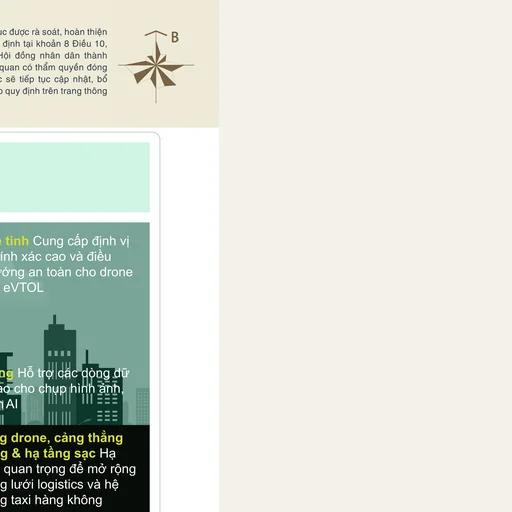 ục được rà soát, hoàn thiện
định tại khoản 8 Điều 10,
Hội đồng nhân dân thành
quan có thẩm quyền đóng
sẽ tiếp tục cập nhật, bổ
quy định trên trang thông
B
tinh Cung cấp định vị
ính xác cao và điều
ướng an toàn cho drone
eVTOL
ng Hỗ trợ các dòng dữ
ao cho chụp hình ảnh,
AI
g drone, cảng thẳng
g & hạ tầng sạc Hạ
quan trọng để mở rộng
g lưới logistics và hệ
g taxi hàng không